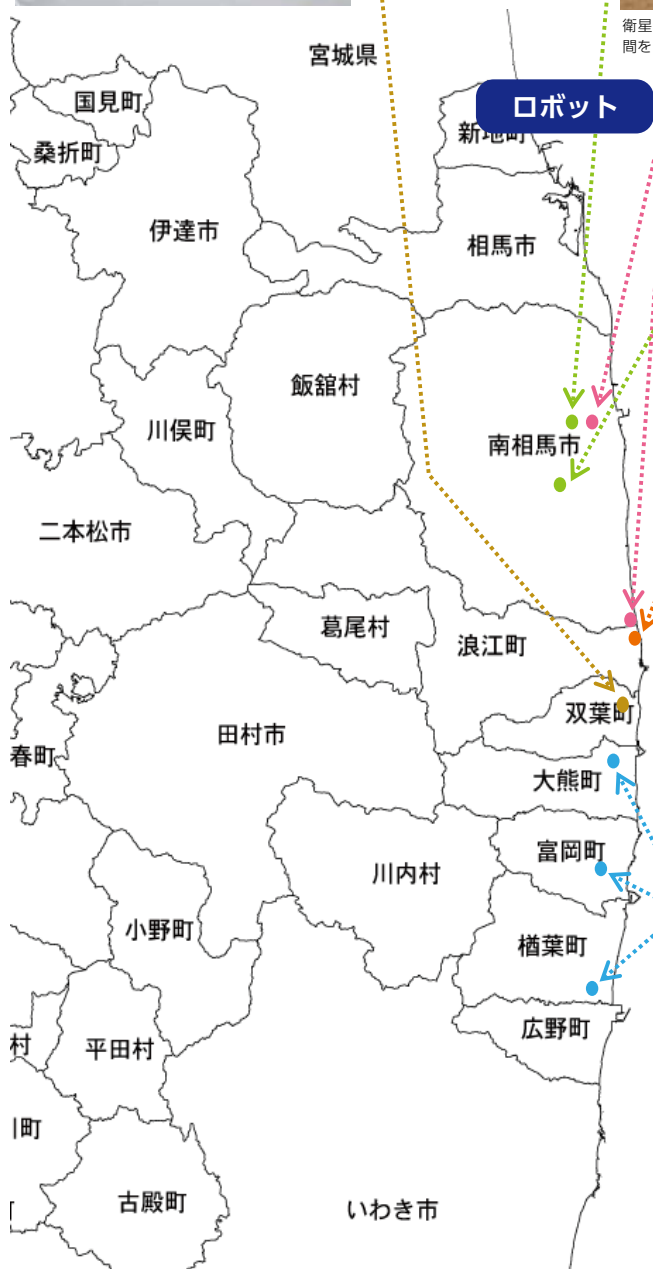 衛星
間を
宮城県
ロボット
国見町
新地町
桑折町
伊達市
相馬市
飯舘村
川俣町
南相馬市
二本松市
葛尾村
浪江町
双葉町
田村市
春町
大熊町
富岡町
川内村
小野町
楢葉町
広野町
村
平田村
川町
古殿町
いわき市